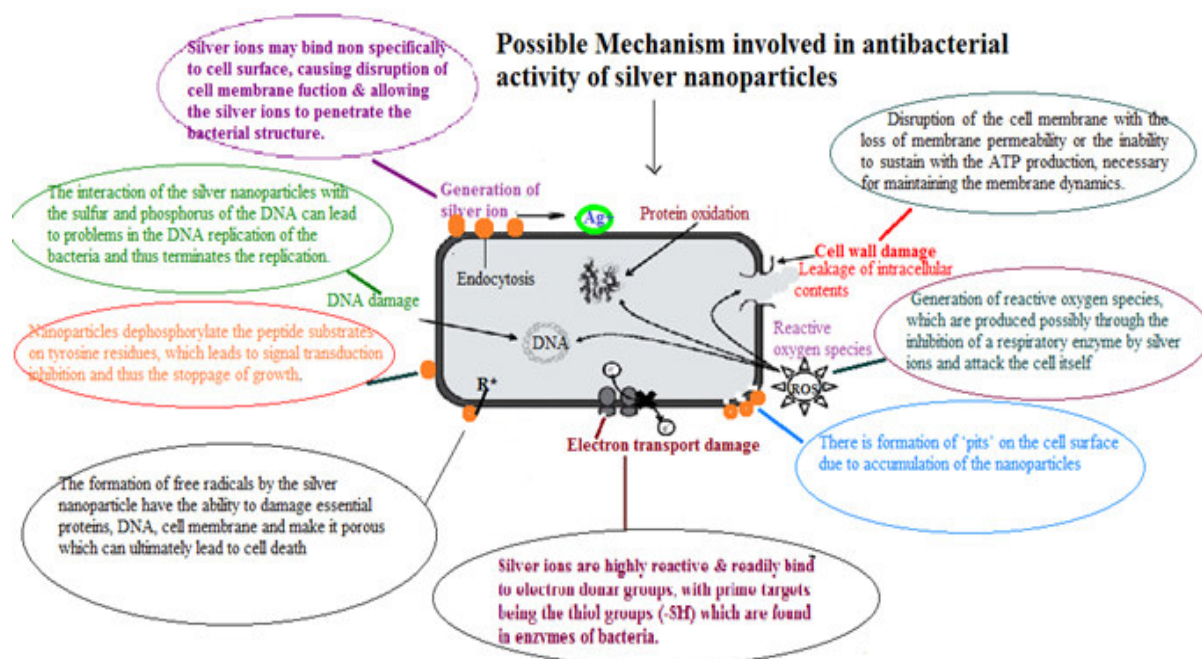 Possible Mechanism involved in antibacterial
activity of silver nanoparticles
Silver ions may bind non specifically
to cell surface, causing disruption of
cell membrane fuction & allowing
the silver ions to penetrate the
bacterial structure.
Disruption of the cell membrane with the
loss of membrane permeability or the inability
to sustain with the ATP production, necessary
for maintaining the membrane dynamics.
The interaction of the silver nanoparticles with
the sulfur and phosphorus of the DNA can lead
to problems in the DNA replication of the
bacteria and thus terminates the replication.
Generation of
silver ion
Ag+
Protein oxidation
Cell wall damage
Leakage of intracellular
contents
Endocytosis
DNA damage
Nanoparticles dephosphorylate the peptide substrates
on tyrosine residues, which leads to signal transduction
inhibition and thus the stoppage of growth.
DNA
Reactive
oxygen species
Generation of reactive oxygen species,
which are produced possibly through the
inhibition of a respiratory enzyme by silver
ions and attack the cell itself
R*
e-
e-
ROS
Electron transport damage
There is formation of ‘pits’ on the cell surface
due to accumulation of the nanoparticles
The formation of free radicals by the silver
nanoparticle have the ability to damage essential
proteins, DNA, cell membrane and make it porous
which can ultimately lead to cell death
Silver ions are highly reactive & readily bind
to electron donar groups, with prime targets
being the thiol groups (-SH) which are found
in enzymes of bacteria.